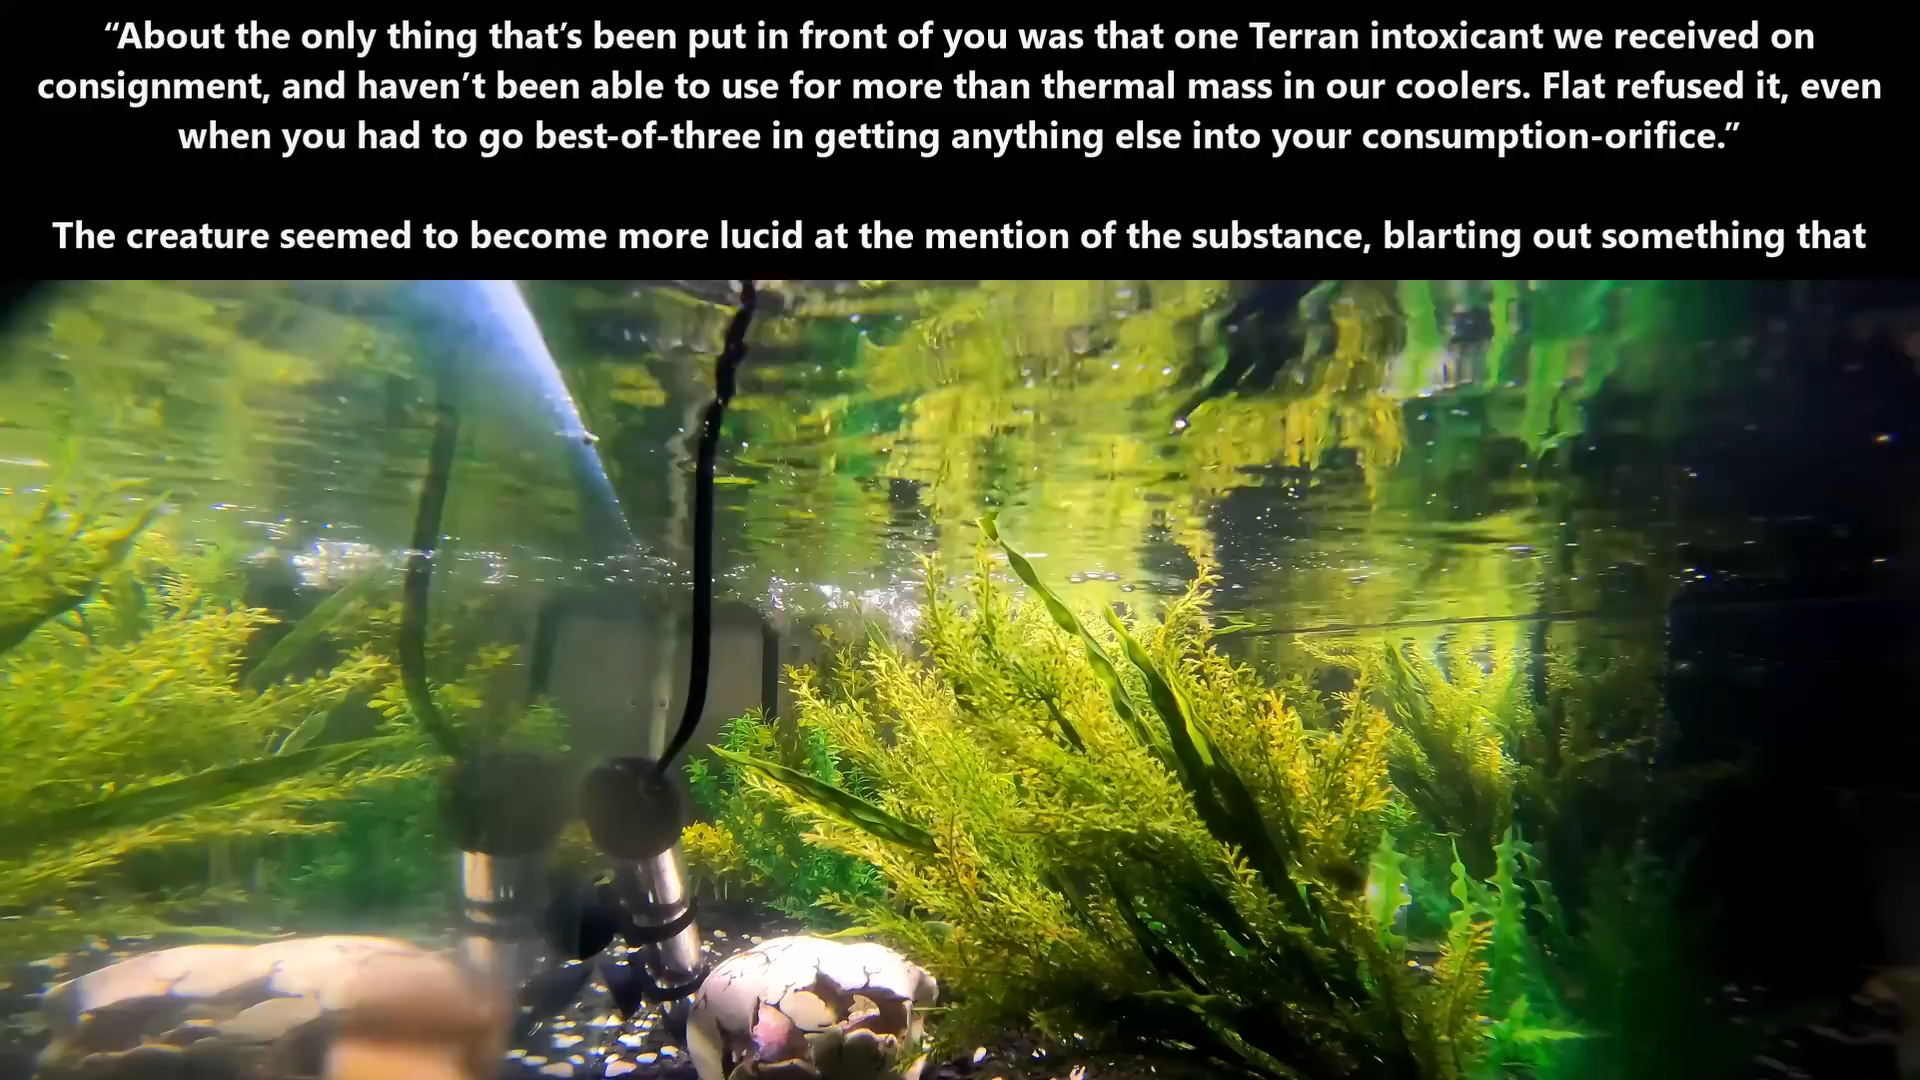 “About the only thing that’s been put in front of you was that one Terran intoxicant we received on
consignment, and haven’t been able to use for more than thermal mass in our coolers. Flat refused it, even
when you had to go best-of-three in getting anything else into your consumption-orifice.”
The creature seemed to become more lucid at the mention of the substance, blarting out something that